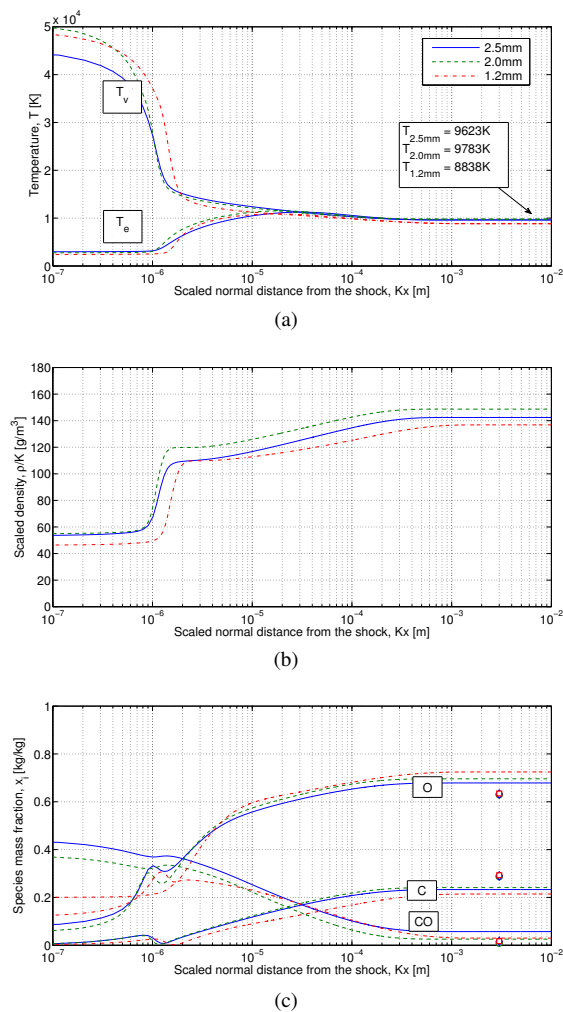 x 10⁴
5
4
3
2
1
0
Temperature, T [K]
T_v
T_e
2.5mm
2.0mm
1.2mm
T_2.5mm = 9623K
T_2.0mm = 9783K
T_1.2mm = 8838K
10⁻⁷ 10⁻⁶ 10⁻⁵ 10⁻⁴ 10⁻³ 10⁻²
Scaled normal distance from the shock, Kx [m]
(a)
180
160
140
120
100
80
60
40
20
0
Scaled density, ρ/K [g/m³]
10⁻⁷ 10⁻⁶ 10⁻⁵ 10⁻⁴ 10⁻³ 10⁻²
Scaled normal distance from the shock, Kx [m]
(b)
1
0.8
0.6
0.4
0.2
0
Species mass fraction, x_i [kg/kg]
O
C
CO
10⁻⁷ 10⁻⁶ 10⁻⁵ 10⁻⁴ 10⁻³ 10⁻²
Scaled normal distance from the shock, Kx [m]
(c)